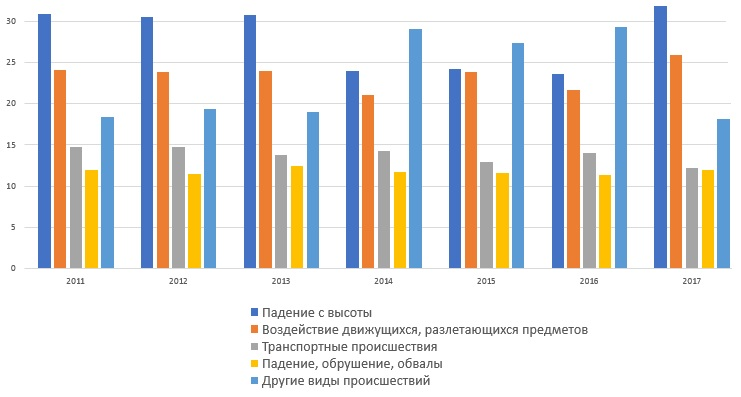 30
25
20
15
10
5
0
2011 2012 2013 2014 2015 2016 2017
Падение с высоты
Воздействие движущихся, разлетающихся предметов
Транспортные происшествия
Падение, обрушение, обвалы
Другие виды происшествий